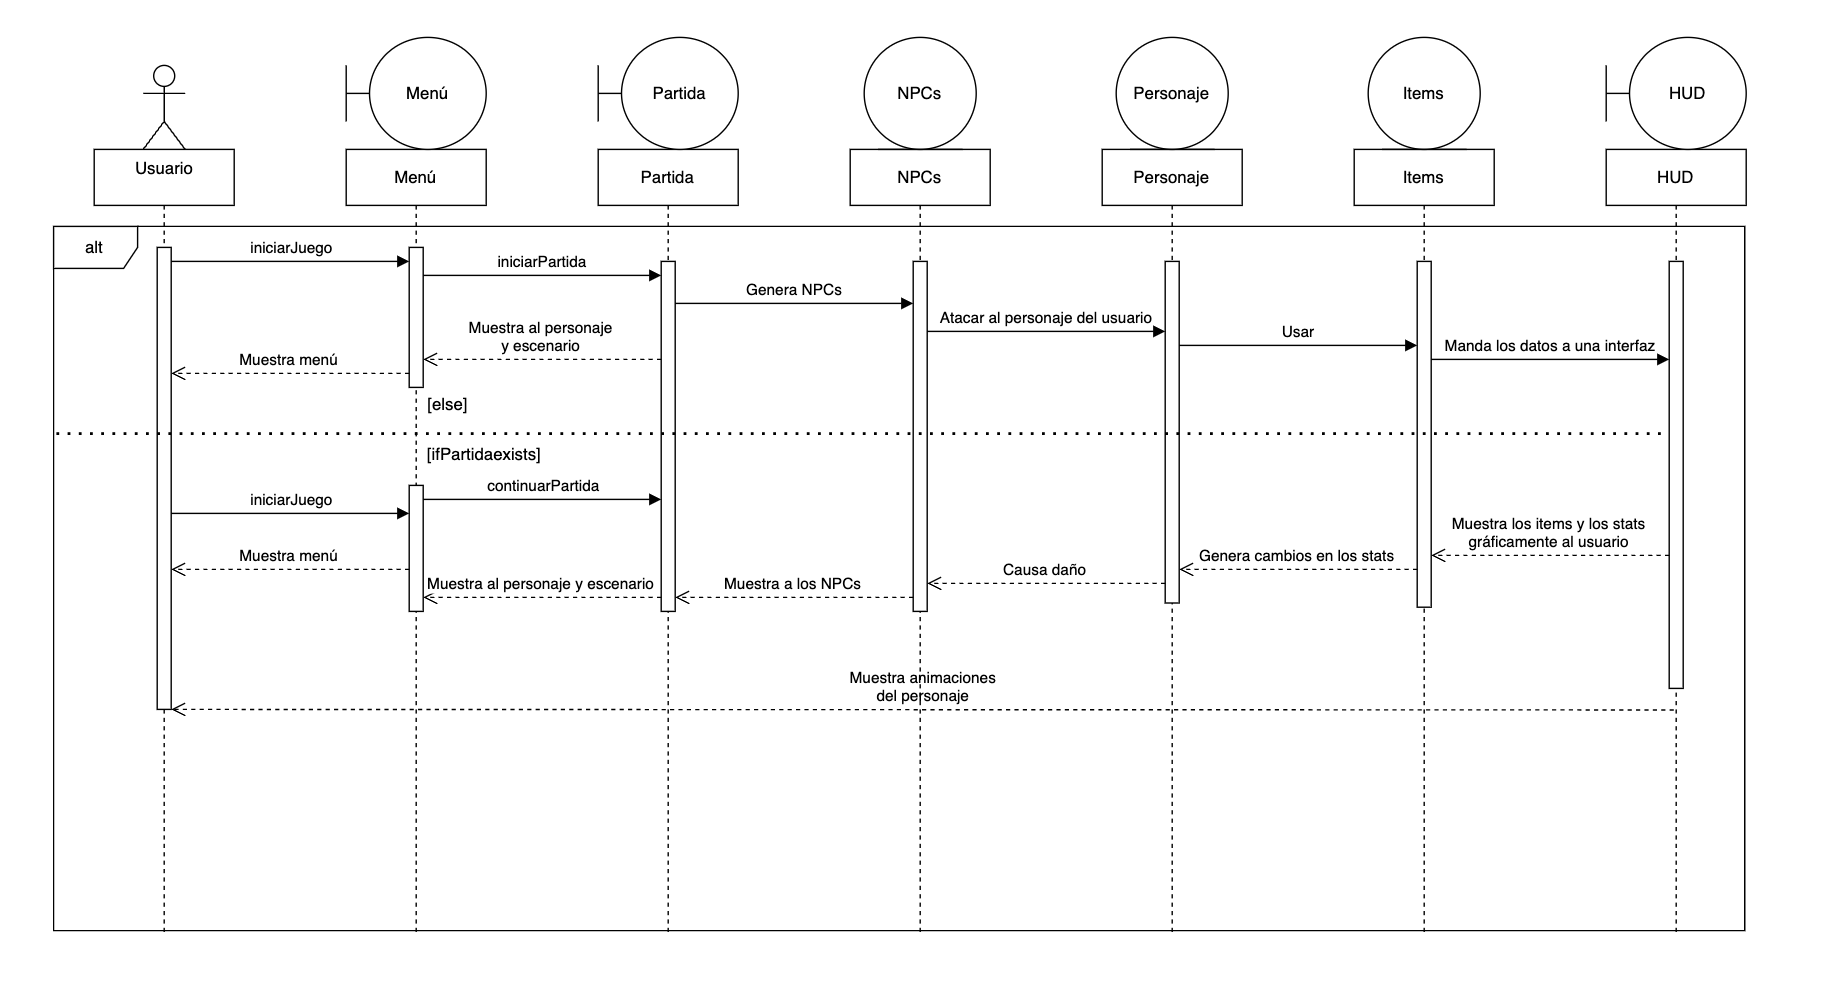 Menú
Partida
NPCs
Personaje
Items
HUD
Usuario
Menú
Partida
NPCs
Personaje
Items
HUD
alt
iniciarJuego
iniciarPartida
Genera NPCs
Atacar al personaje del usuario
Usar
Manda los datos a una interfaz
Muestra al personaje
y escenario
Muestra menú
[else]
[ifPartidaexists]
continuarPartida
iniciarJuego
Muestra los items y los stats
gráficamente al usuario
Muestra menú
Genera cambios en los stats
Causa daño
Muestra al personaje y escenario
Muestra a los NPCs
Muestra animaciones
del personaje